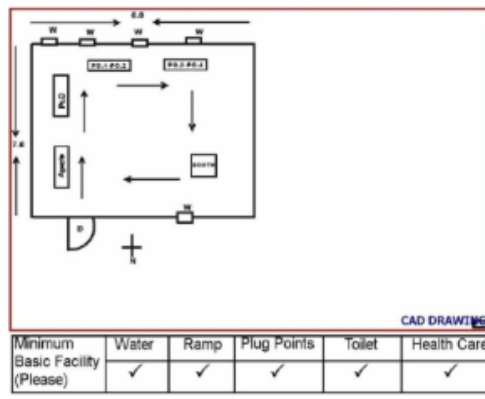 8.8
W W W W
PO.1-PO.2
PO.3-PO.4
PLO
7.6
Agents
BOOTH
W
D
N
CAD DRAWING
Minimum Basic Facility (Please) Water Ramp Plug Points Toilet Health Care
✓ ✓ ✓ ✓ ✓